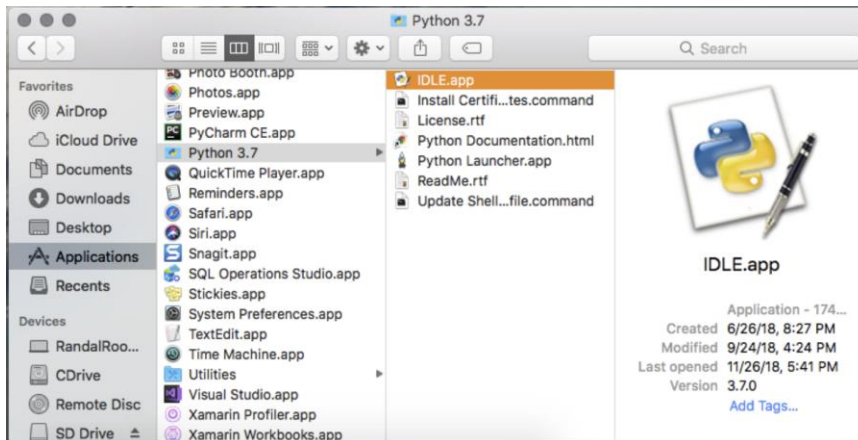 Python 3.7
Search
Favorites
AirDrop
iCloud Drive
Documents
Downloads
Desktop
Applications
Recents
Devices
RandalRoo...
CDrive
Remote Disc
SD Drive
Photo Booth.app
Photos.app
Preview.app
PyCharm CE.app
Python 3.7
QuickTime Player.app
Reminders.app
Safari.app
Siri.app
Snagit.app
SQL Operations Studio.app
Stickies.app
System Preferences.app
TextEdit.app
Time Machine.app
Utilities
Visual Studio.app
Xamarin Profiler.app
Xamarin Workbooks.app
IDLE.app
Install Certifi...tes.command
License.rtf
Python Documentation.html
Python Launcher.app
ReadMe.rtf
Update Shell...file.command
IDLE.app
Application - 174...
Created 6/26/18, 8:27 PM
Modified 9/24/18, 4:24 PM
Last opened 11/26/18, 5:41 PM
Version 3.7.0
Add Tags...